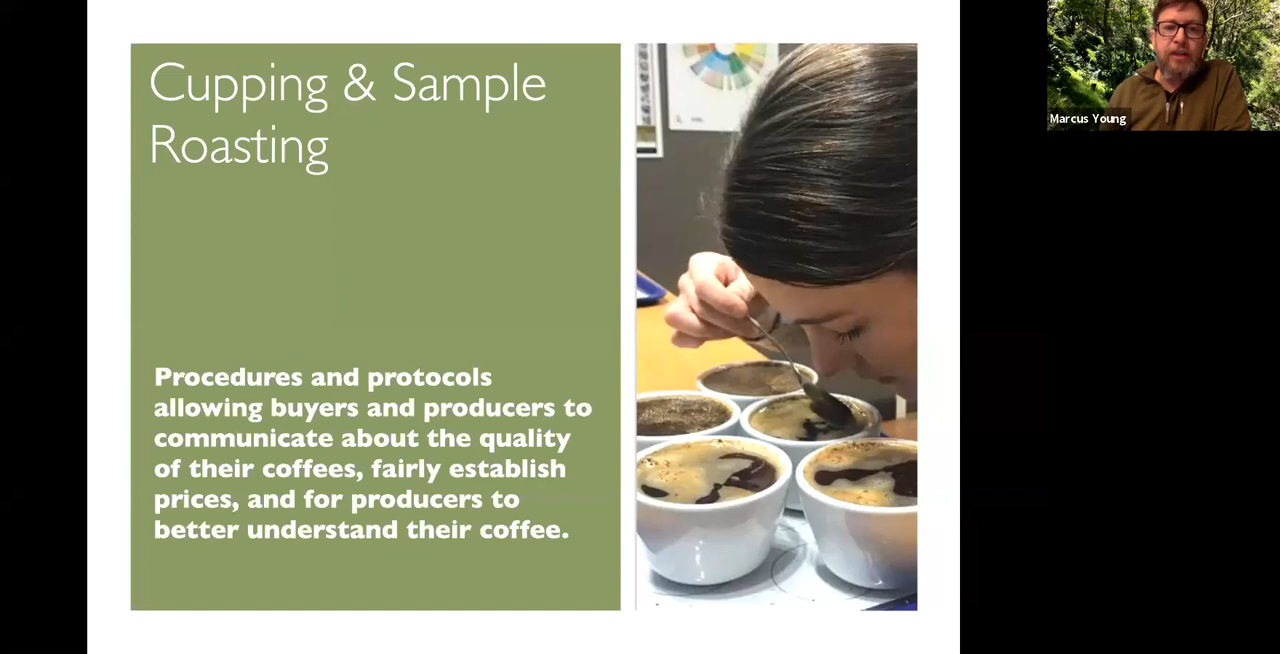 Cupping & Sample
Roasting
Procedures and protocols
allowing buyers and producers to
communicate about the quality
of their coffees, fairly establish
prices, and for producers to
better understand their coffee.
Marcus Young